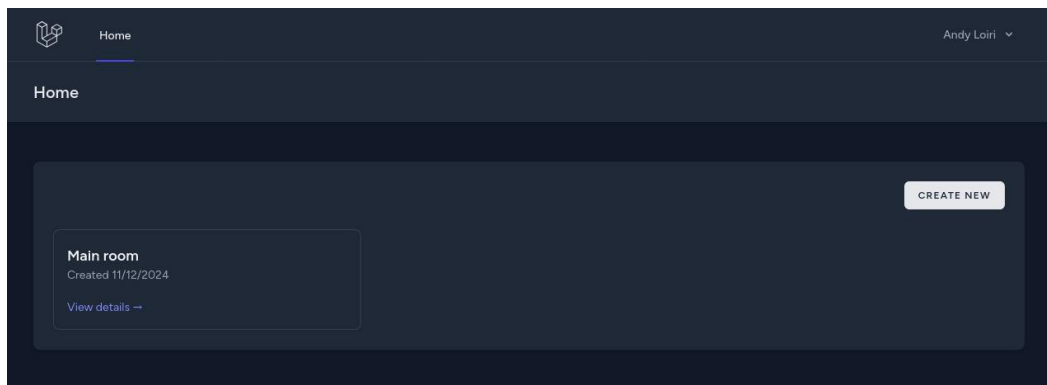 Home
Andy Loiri
Home
CREATE NEW
Main room
Created 11/12/2024
View details →